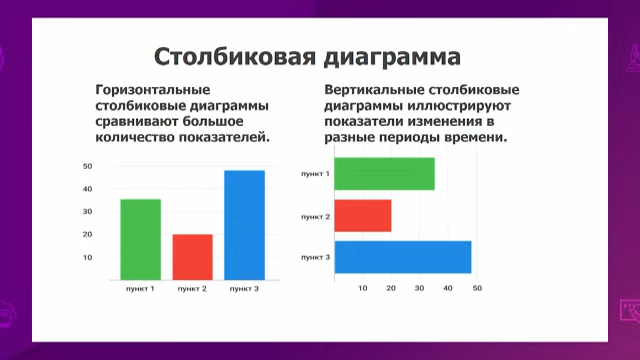 Столбиковая диаграмма
Горизонтальные
столбиковые диаграммы
сравнивают большое
количество показателей.
50
40
30
20
10
пункт 1 пункт 2 пункт 3
Вертикальные столбиковые
диаграммы иллюстрируют
показатели изменения в
разные периоды времени.
пункт 1
пункт 2
пункт 3
10 20 30 40 50